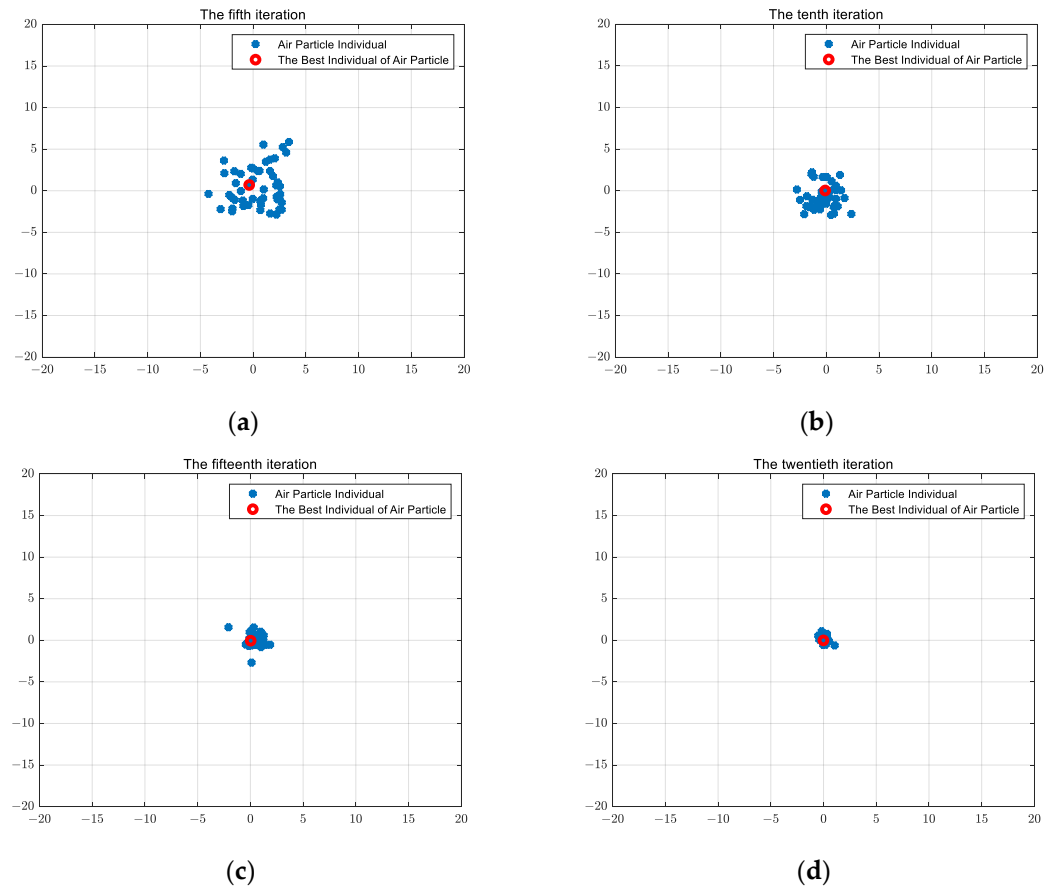 The fifth iteration
Air Particle Individual
The Best Individual of Air Particle
20
15
10
5
0
−5
−10
−15
−20
−20 −15 −10 −5 0 5 10 15 20
(a)
The tenth iteration
Air Particle Individual
The Best Individual of Air Particle
20
15
10
5
0
−5
−10
−15
−20
−20 −15 −10 −5 0 5 10 15 20
(b)
The fifteenth iteration
Air Particle Individual
The Best Individual of Air Particle
20
15
10
5
0
−5
−10
−15
−20
−20 −15 −10 −5 0 5 10 15 20
(c)
The twentieth iteration
Air Particle Individual
The Best Individual of Air Particle
20
15
10
5
0
−5
−10
−15
−20
−20 −15 −10 −5 0 5 10 15 20
(d)